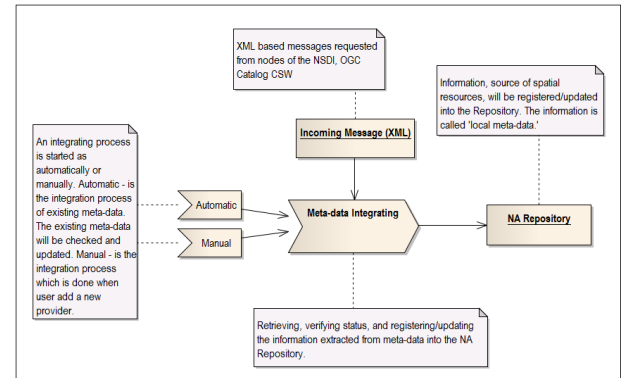 XML based messages requested
from nodes of the NSDI, OGC
Catalog CSW
Information, source of spatial
resources, will be registered/updated
into the Repository. The information is
called 'local meta-data.'
Incoming Message (XML)
An integrating process
is started as
automatically or
manually. Automatic - is
the integration process
of existing meta-data.
The existing meta-data
will be checked and
updated. Manual - is the
integration process
which is done when
user add a new
provider.
Automatic
Manual
Meta-data Integrating
NA Repository
Retrieving, verifying status, and registering/updating
the information extracted from meta-data into the NA
Repository.